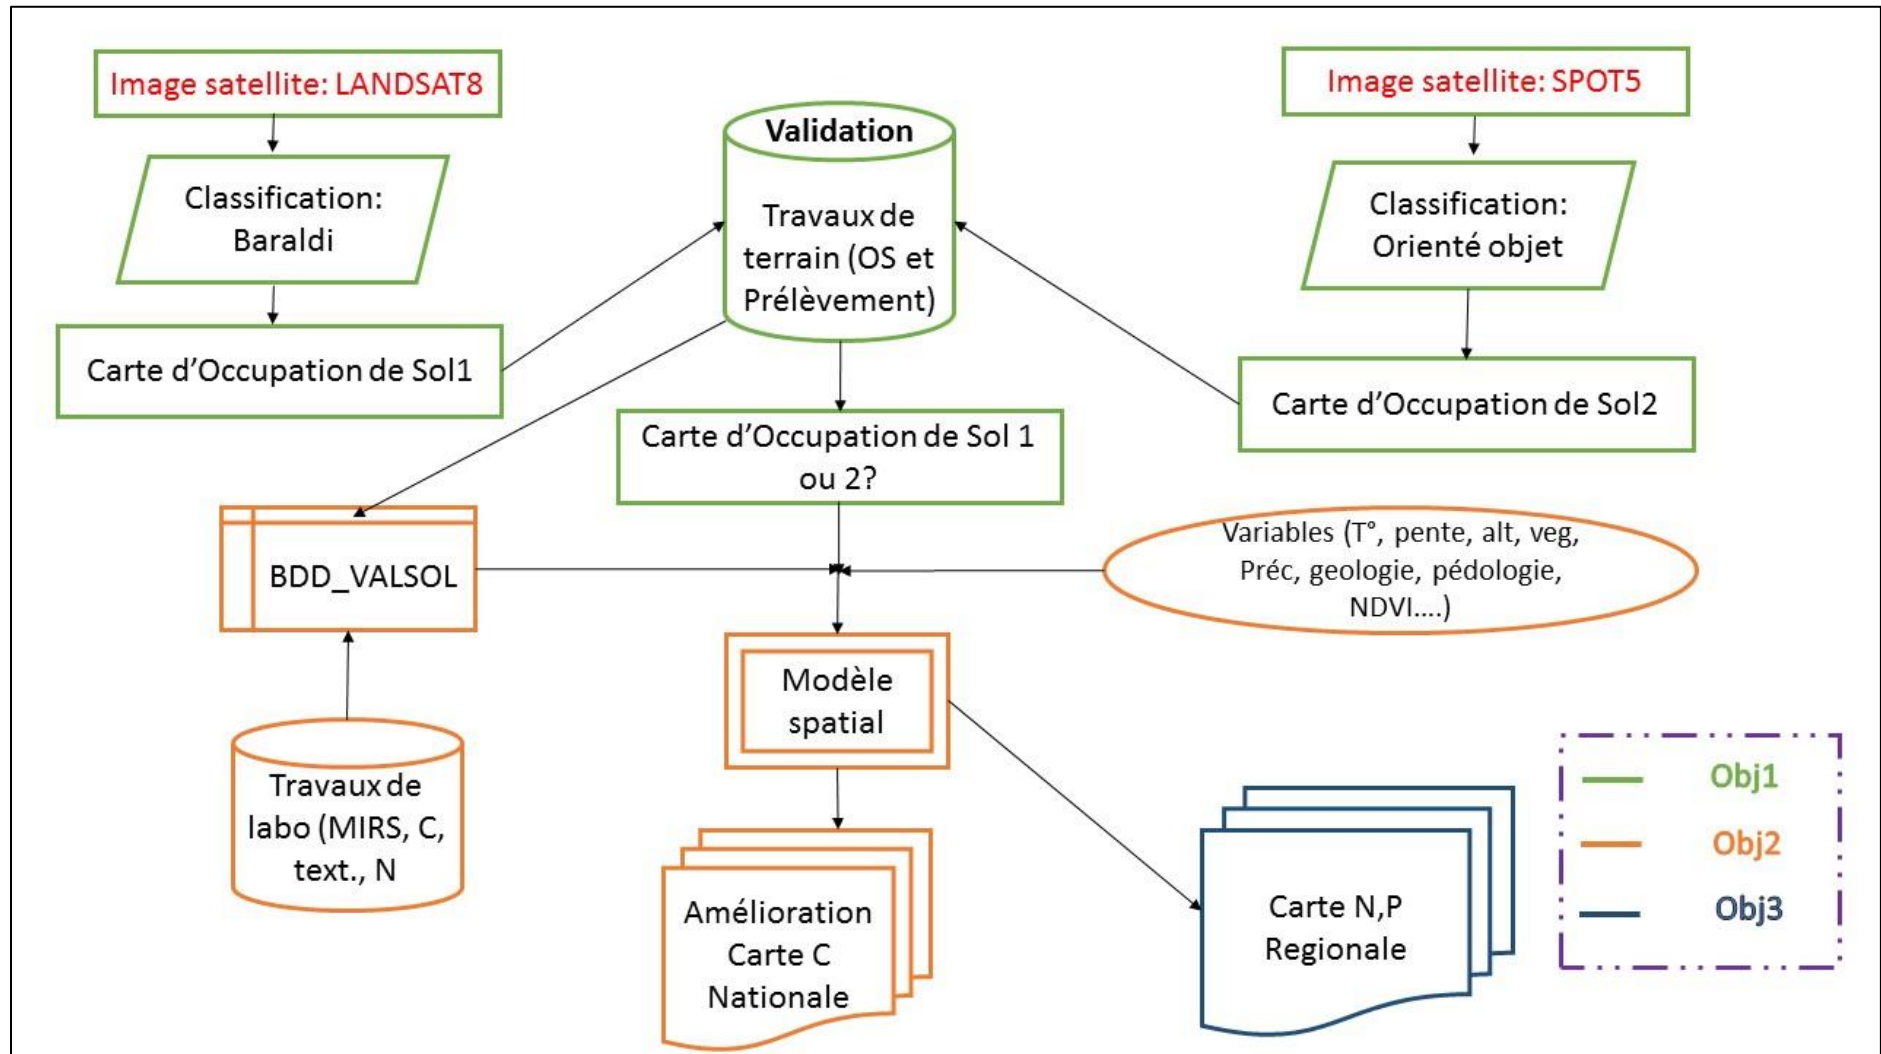 Image satellite: LANDSAT8
Image satellite: SPOT5
Classification:
Baraldi
Validation
Travaux de
terrain (OS et
Prélèvement)
Classification:
Orienté objet
Carte d'Occupation de Sol1
Carte d'Occupation de Sol2
Carte d'Occupation de Sol 1
ou 2?
BDD_VALSOL
Variables (T°, pente, alt, veg,
Préc, geologie, pédologie,
NDVI....)
Modèle
spatial
Travaux de
labo (MIRS, C,
text., N
Amélioration
Carte C
Nationale
Carte N,P
Regionale
Obj1
Obj2
Obj3